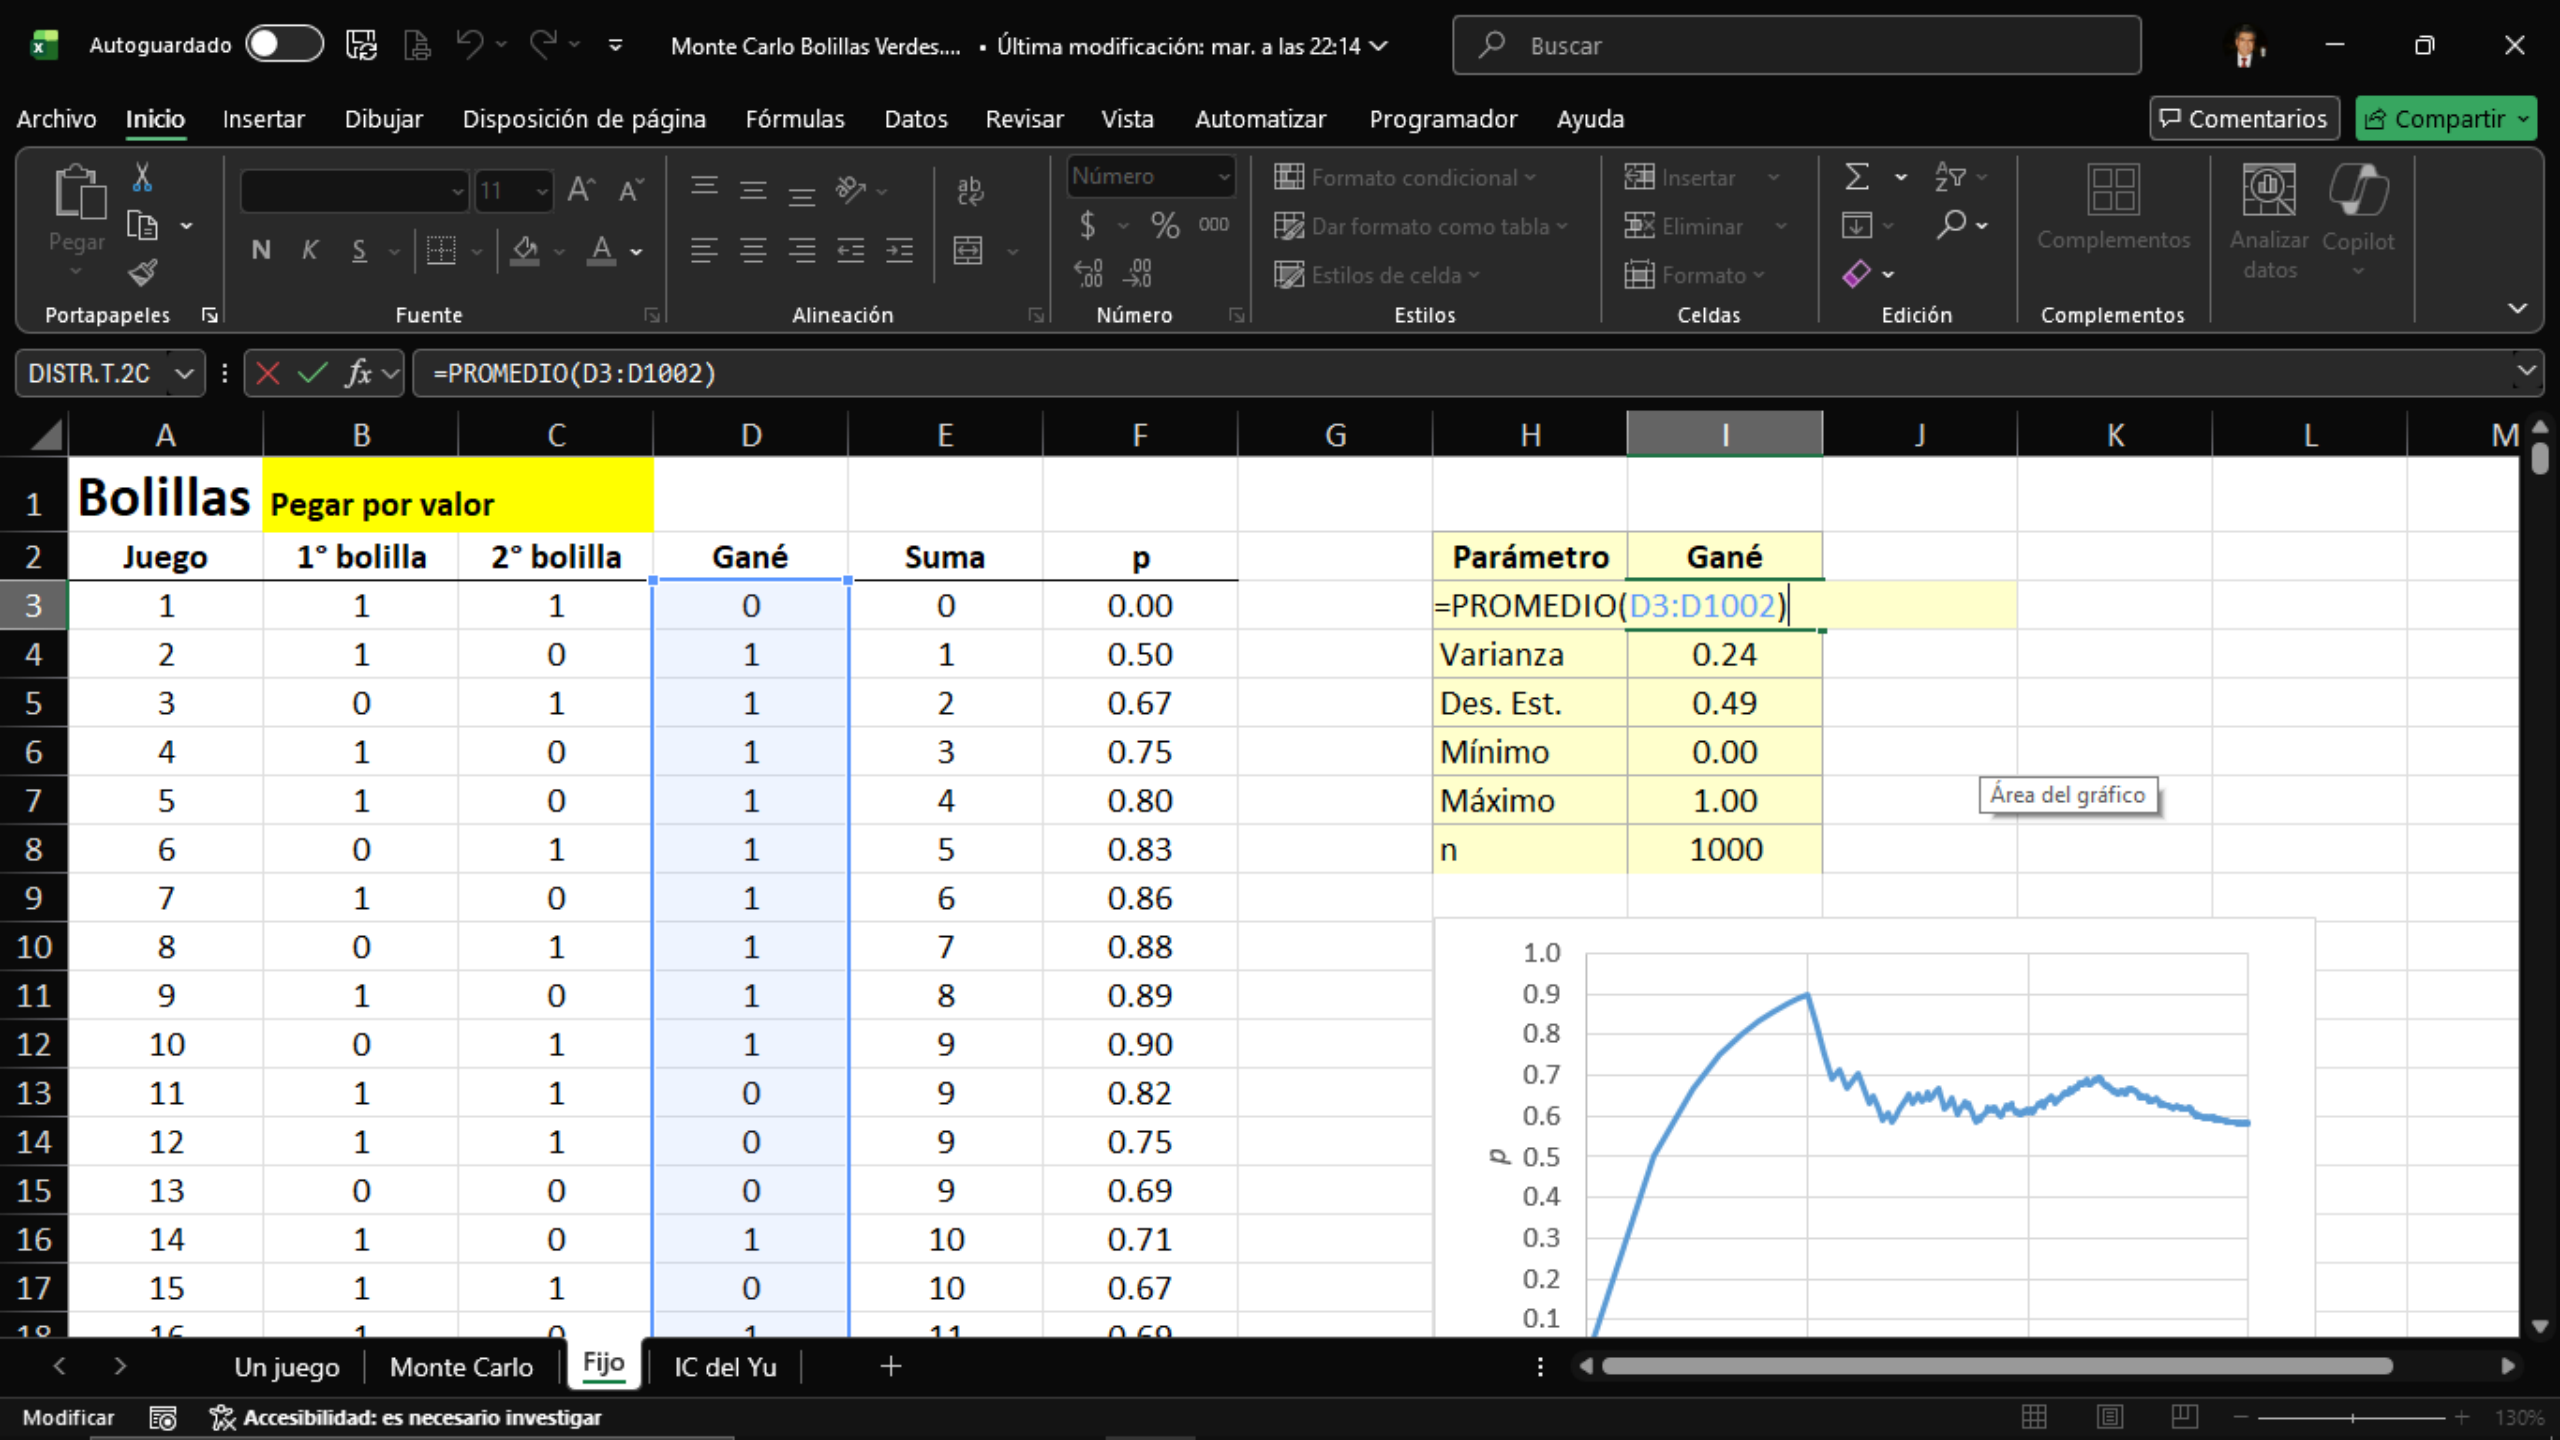 Autoguardado
Monte Carlo Bolillas Verdes.... • Última modificación: mar. a las 22:14
Buscar
Archivo Inicio Insertar Dibujar Disposición de página Fórmulas Datos Revisar Vista Automatizar Programador Ayuda
Comentarios Compartir
Pegar
Portapapeles
11
N K S
Fuente
ab
Alineación
Número
$ % 000
Número
Formato condicional
Dar formato como tabla
Estilos de celda
Estilos
Insertar
Eliminar
Formato
Celdas
Edición
Complementos
Complementos
Analizar datos
Copilot
DISTR.T.2C fx =PROMEDIO(D3:D1002)
A B C D E F G H I J K L M
1 Bolillas Pegar por valor
2 Juego 1° bolilla 2° bolilla Gané Suma p Parámetro Gané
3 1 1 1 0 0 0.00 =PROMEDIO(D3:D1002)
4 2 1 0 1 1 0.50 Varianza 0.24
5 3 0 1 1 2 0.67 Des. Est. 0.49
6 4 1 0 1 3 0.75 Mínimo 0.00
7 5 1 0 1 4 0.80 Máximo 1.00
Área del gráfico
8 6 0 1 1 5 0.83 n 1000
9 7 1 0 1 6 0.86
10 8 0 1 1 7 0.88
11 9 1 0 1 8 0.89
12 10 0 1 1 9 0.90
13 11 1 1 0 9 0.82
14 12 1 1 0 9 0.75
15 13 0 0 0 9 0.69
16 14 1 0 1 10 0.71
17 15 1 1 0 10 0.67
18 16 1 0 1 11 0.69
1.0
0.9
0.8
0.7
0.6
p 0.5
0.4
0.3
0.2
0.1
Un juego Monte Carlo Fijo IC del Yu
Modificar Accesibilidad: es necesario investigar
130%